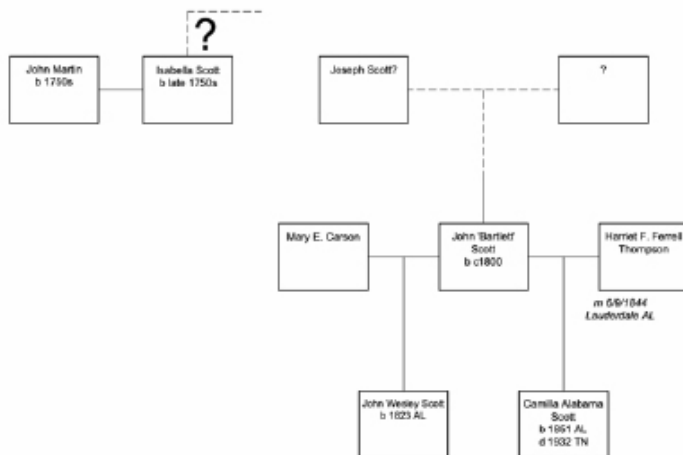 ?
John Martin
b 1750s
Isabella Scott
b late 1750s
Joseph Scott?
?
Mary E. Carson
John 'Bartlett'
Scott
b c1800
Harriet F. Ferrell
Thompson
m 6/9/1844
Lauderdale AL
John Wesley Scott
b 1823 AL
Camilla Alabama
Scott
b 1851 AL
d 1932 TN